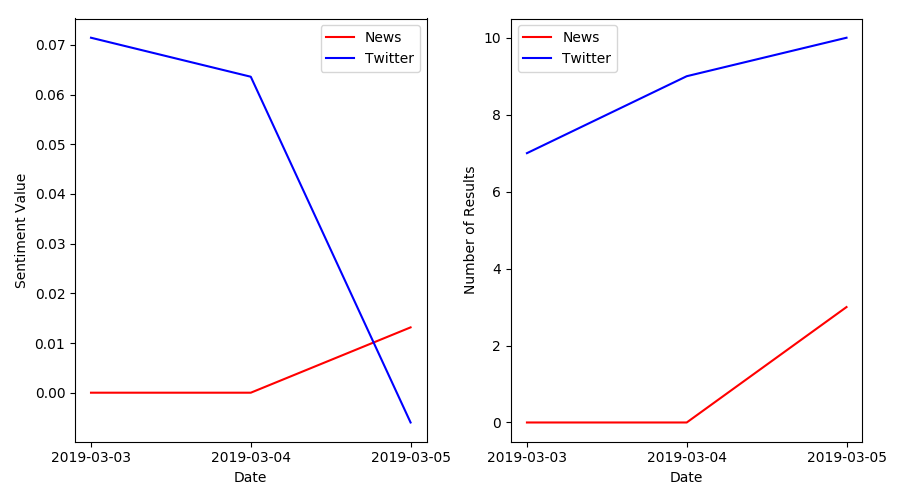 Sentiment Value
0.07
0.06
0.05
0.04
0.03
0.02
0.01
0.00
News
Twitter
2019-03-03
2019-03-04
2019-03-05
Date
Number of Results
10
8
6
4
2
0
News
Twitter
2019-03-03
2019-03-04
2019-03-05
Date